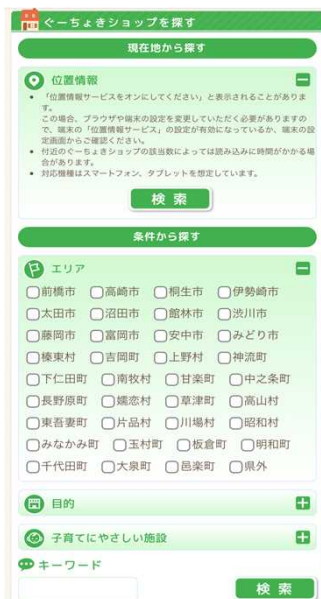 ぐーちょきショップを探す
現在地から探す
位置情報
• 「位置情報サービスをオンにしてください」と表示されることがありま
す。
この場合、ブラウザや端末の設定を変更していただく必要がありますの
で、端末の「位置情報サービス」の設定が有効になっているか、端末の設
定画面からご確認ください。
• 付近のぐーちょきショップの該当数によっては読み込みに時間がかかる場
合があります。
• 対応機種はスマートフォン、タブレットを想定しています。
検 索
条件から探す
エリア
前橋市 高崎市 桐生市 伊勢崎市
太田市 沼田市 館林市 渋川市
藤岡市 富岡市 安中市 みどり市
榛東村 吉岡町 上野村 神流町
下仁田町 南牧村 甘楽町 中之条町
長野原町 嬬恋村 草津町 高山村
東吾妻町 片品村 川場村 昭和村
みなかみ町 玉村町 板倉町 明和町
千代田町 大泉町 邑楽町 県外
目的
子育てにやさしい施設
キーワード
検 索